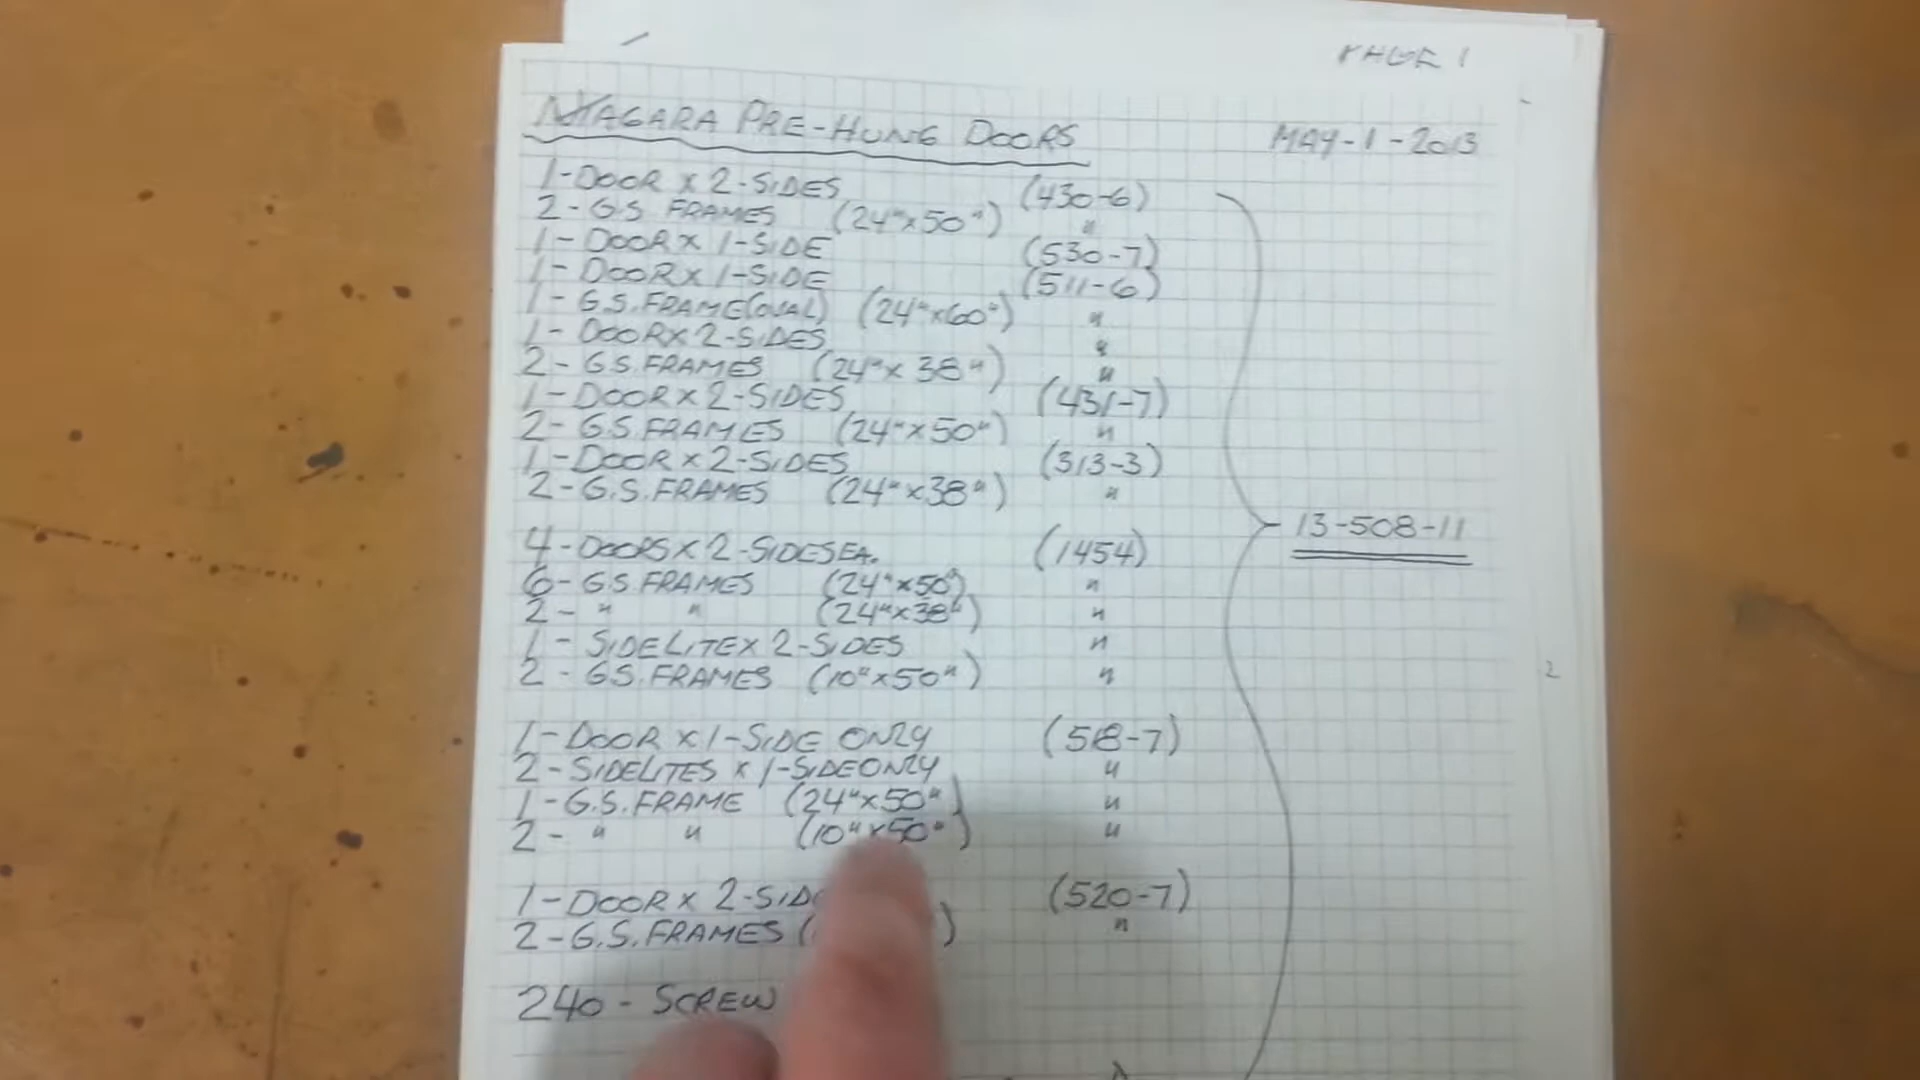 PAGE 1
NIAGARA PRE-HUNG DOORS MAY-1-2013
1-DOOR X 2-SIDES (430-6)
2-G.S. FRAMES (24"x50") "
1-DOOR X 1-SIDE (530-7)
1-DOOR X 1-SIDE (511-6)
1-G.S. FRAME (OVAL) (24"x60") "
1-DOOR X 2-SIDES "
2-G.S. FRAMES (24"x38") "
1-DOOR X 2-SIDES (431-7)
2-G.S. FRAMES (24"x50") "
1-DOOR X 2-SIDES (313-3)
2-G.S. FRAMES (24"x38") "
13-508-11
4-DOORS X 2-SIDES EA. (1454)
6-G.S. FRAMES (24"x50") "
2- " " (24"x38") "
1-SIDELITE X 2-SIDES "
2-G.S. FRAMES (10"x50") "
2
1-DOOR X 1-SIDE ONLY (518-7)
2-SIDELITES X 1-SIDE ONLY "
1-G.S. FRAME (24"x50") "
2- " " (10"x50") "
1-DOOR X 2- (520-7)
2-G.S. FRAMES ( ) "
240-SCREW